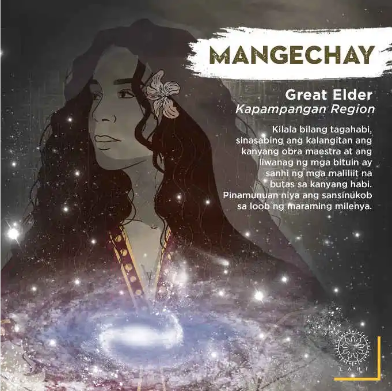 MANGECHAY
Great Elder
Kapampangan Region
Kilala bilang tagahabi,
sinasabing ang kalangitan ang
kanyang obra maestra at ang
liwanag ng mga bituin ay
sanhi ng mga maliliit na
butas sa kanyang habi.
Pinamunuan niya ang sansinukob
sa loob ng maraming milenya.
LAHI